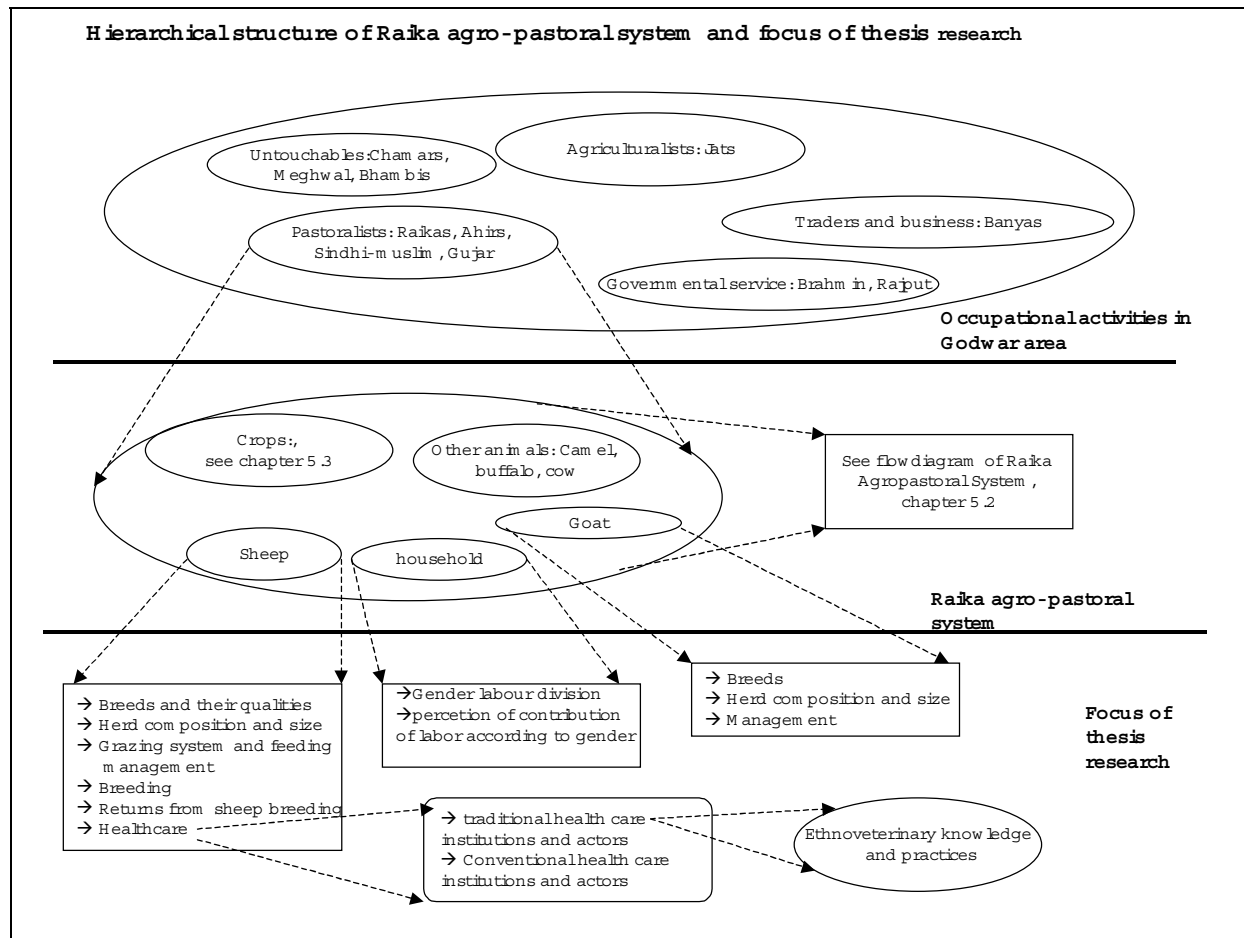 Hierarchical structure of Raika agro-pastoral system and focus of thesis research
Untouchables: Chamars,
Meghwal, Bhambis
Agriculturalists: Jats
Pastoralists: Raikas, Ahirs,
Sindhi-muslim, Gujar
Traders and business: Banyas
Governmental service: Brahmin, Rajput
Occupational activities in
Godwar area
Crops:,
see chapter 5.3
Other animals: Camel,
buffalo, cow
Goat
Sheep
household
See flow diagram of Raika
Agropastoral System,
chapter 5.2
Raika agro-pastoral
system
→ Breeds and their qualities
→ Herd composition and size
→ Grazing system and feeding
management
→ Breeding
→ Returns from sheep breeding
→ Healthcare
→Gender labour division
→percetion of contribution
of labor according to gender
→ Breeds
→ Herd composition and size
→ Management
Focus of
thesis
research
→ traditional health care
institutions and actors
→ Conventional health care
institutions and actors
Ethnoveterinary knowledge
and practices